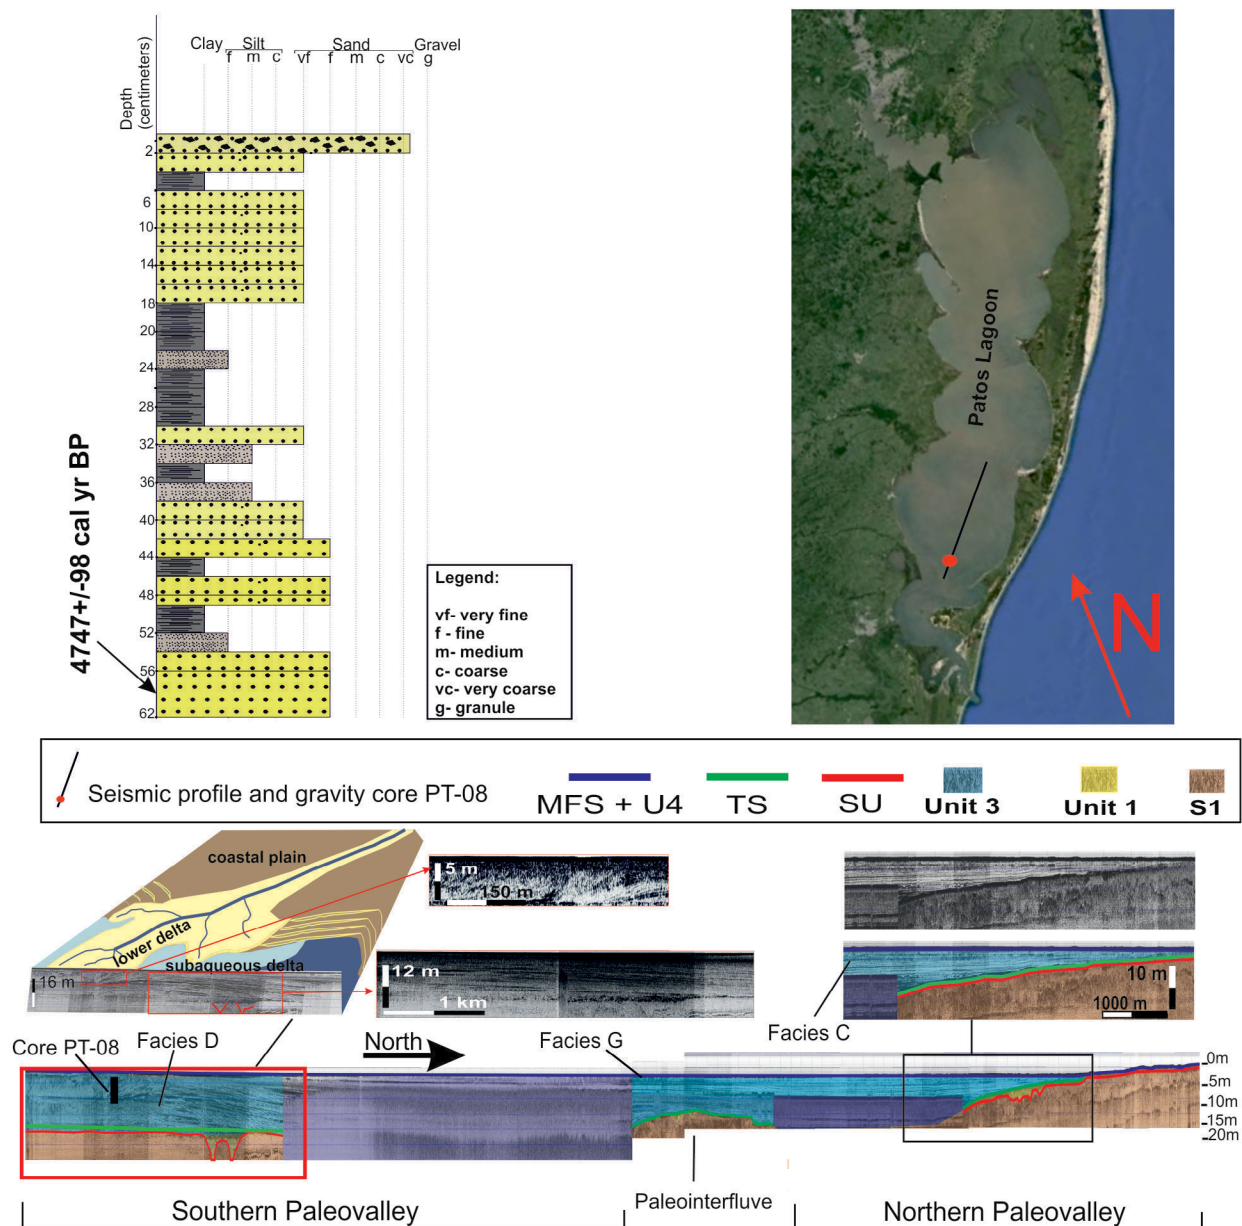 Clay
Silt
Sand
Gravel
f
m
c
vf
f
m
c
vc
g
Depth
(centimeters)
2
6
10
14
18
20
24
28
32
36
40
44
48
52
56
62
4747+/-98 cal yr BP
Legend:
vf- very fine
f - fine
m- medium
c- coarse
vc- very coarse
g- granule
Patos Lagoon
N
Seismic profile and gravity core PT-08
MFS + U4
TS
SU
Unit 3
Unit 1
S1
coastal plain
lower delta
subaqueous delta
16 m
5 m
150 m
12 m
1 km
10 m
1000 m
Facies C
Core PT-08
Facies D
North
Facies G
0m
-5m
-10m
-15m
-20m
Southern Paleovalley
Paleointerfluve
Northern Paleovalley